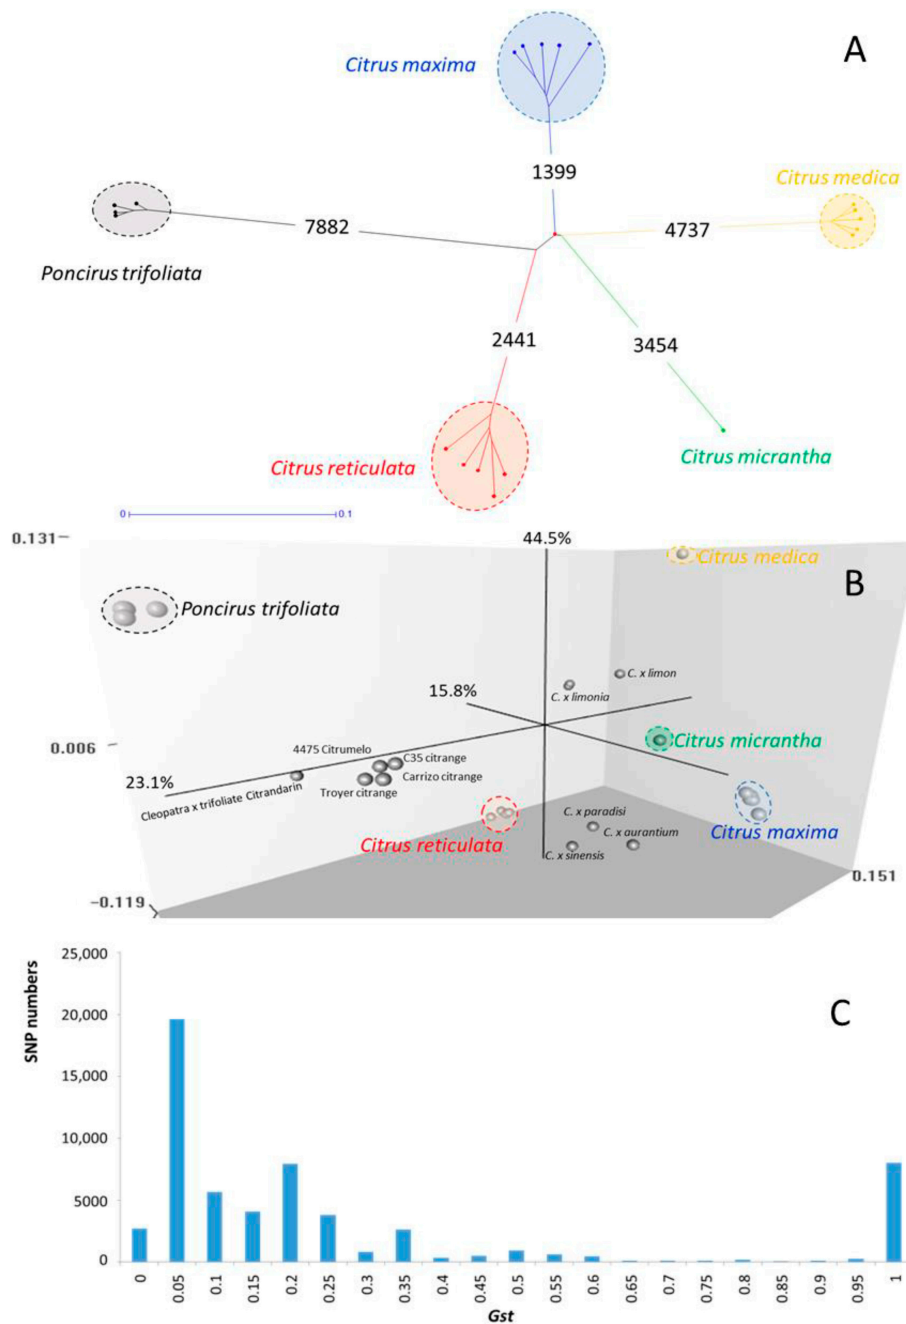 A
Citrus maxima
1399
Citrus medica
7882
4737
Poncirus trifoliata
2441
3454
Citrus reticulata
Citrus micrantha
0 0.1
0.131
44.5%
Citrus medica
B
Poncirus trifoliata
C. x limon
C. x limonia
15.8%
Citrus micrantha
0.006
4475 Citrumelo
C35 citrange
23.1%
Carrizo citrange
Cleopatra x trifoliate Citrandarin
Troyer citrange
C. x paradisi
Citrus maxima
C. x aurantium
Citrus reticulata
C. x sinensis
0.151
-0.119
25,000
C
SNP numbers
20,000
15,000
10,000
5000
0
0 0.05 0.1 0.15 0.2 0.25 0.3 0.35 0.4 0.45 0.5 0.55 0.6 0.65 0.7 0.75 0.8 0.85 0.9 0.95 1
Gst